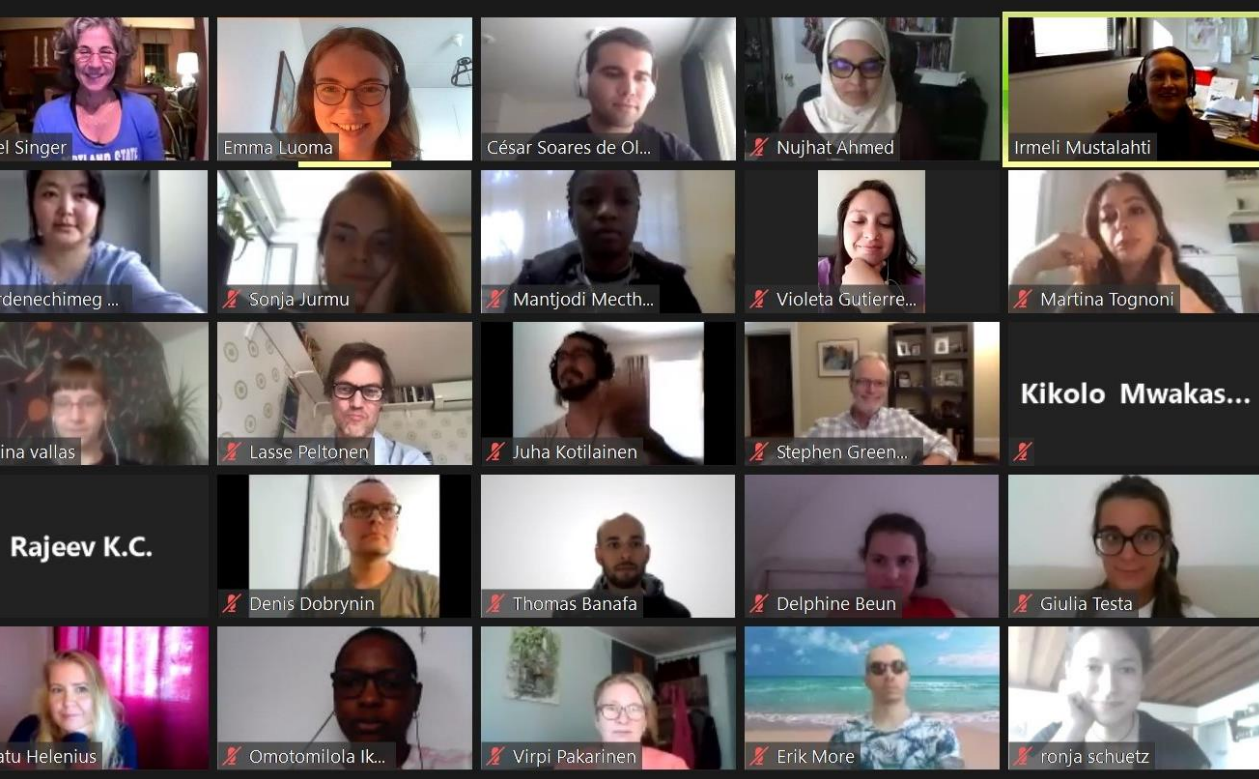 el Singer
PTLAND STATE
Emma Luoma
César Soares de Ol...
Nujhat Ahmed
Irmeli Mustalahti
rdenechimeg ...
Sonja Jurmu
Mantjodi Mecth...
Violeta Gutierre...
Martina Tognoni
ina vallas
Lasse Peltonen
Juha Kotilainen
Stephen Green...
Kikolo Mwakas...
Rajeev K.C.
Denis Dobrynin
Thomas Banafa
Delphine Beun
Giulia Testa
atu Helenius
Omotomilola Ik...
Virpi Pakarinen
Erik More
ronja schuetz